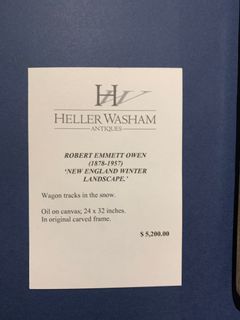 HW
HELLER WASHAM
ANTIQUES
ROBERT EMMETT OWEN
(1878-1957)
'NEW ENGLAND WINTER
LANDSCAPE.'
Wagon tracks in the snow.
Oil on canvas; 24 x 32 inches.
In original carved frame.
$ 5,200.00